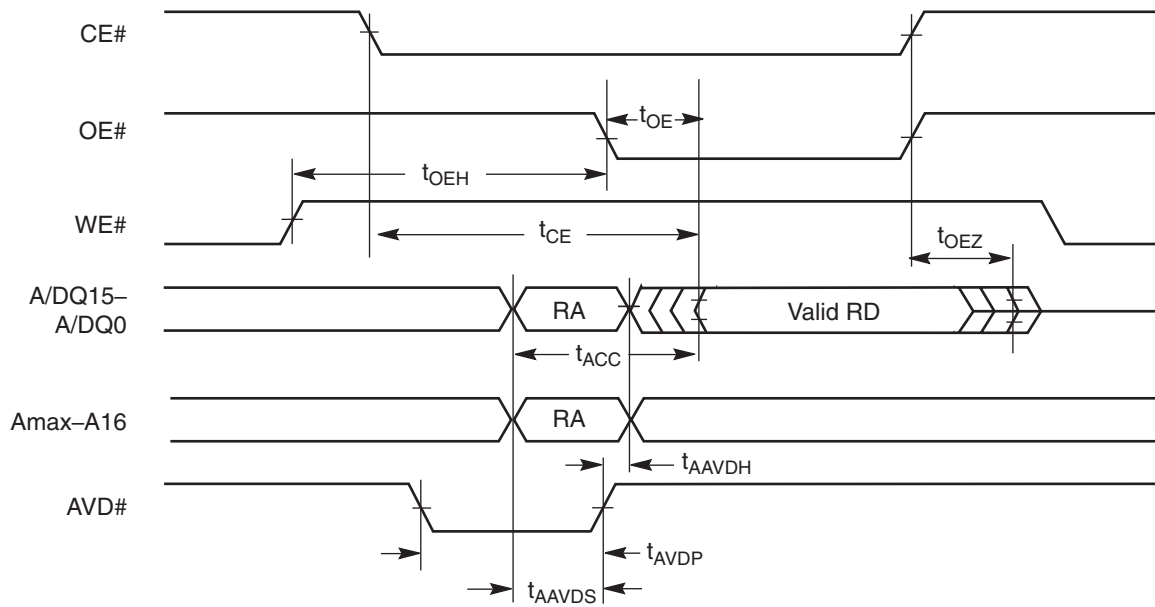 CE#
OE#
tOE
tOEH
WE#
tCE
tOEZ
A/DQ15–
A/DQ0
RA
Valid RD
tACC
Amax–A16
RA
tAAVDH
AVD#
tAVDP
tAAVDS